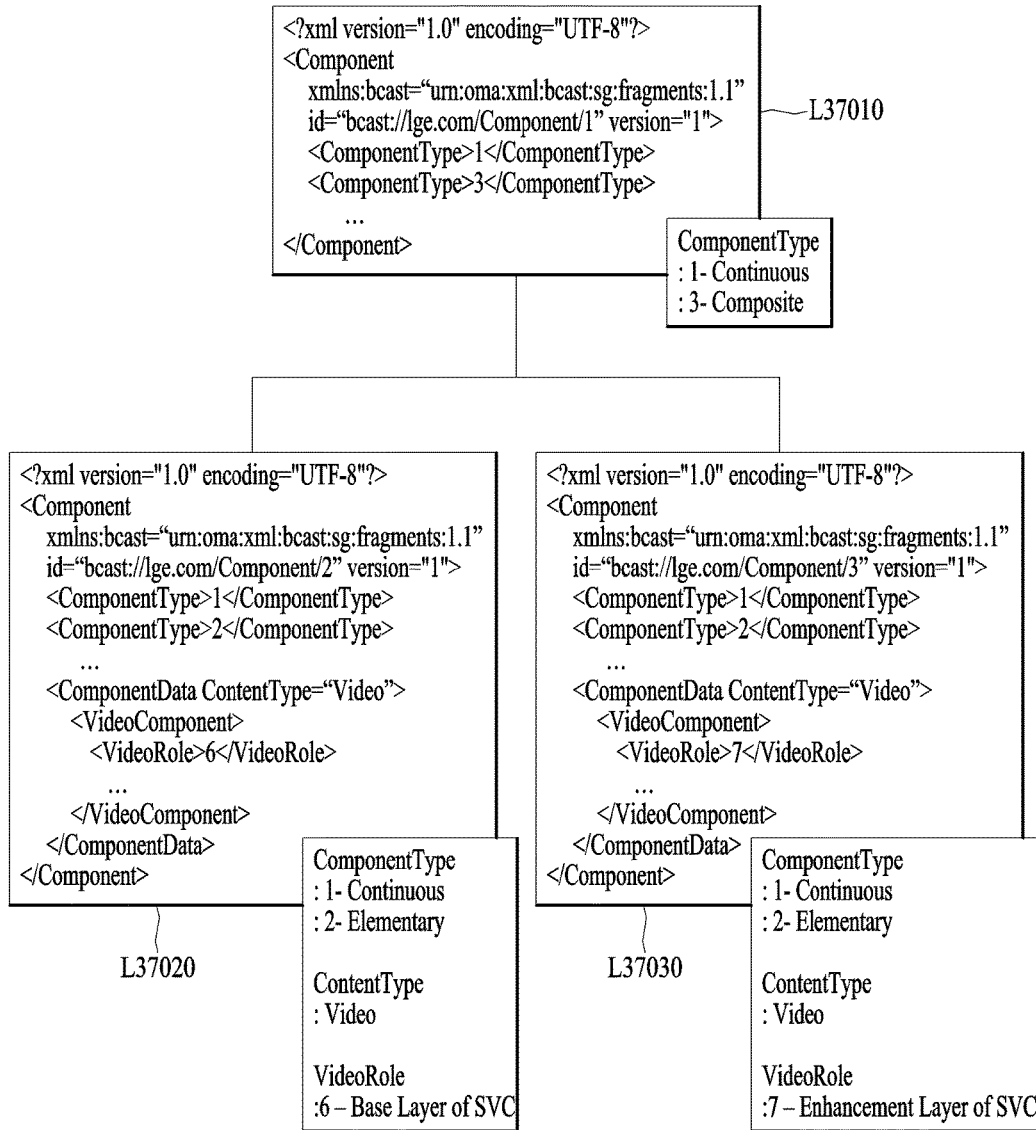 <?xml version="1.0" encoding="UTF-8"?>
<Component
xmlns:bcast=“urn:oma:xml:bcast:sg:fragments:1.1”
id=“bcast://lge.com/Component/1” version="1">
<ComponentType>1</ComponentType>
<ComponentType>3</ComponentType>
...
</Component>
L37010
ComponentType
: 1- Continuous
: 3- Composite
<?xml version="1.0" encoding="UTF-8"?>
<Component
xmlns:bcast=“urn:oma:xml:bcast:sg:fragments:1.1”
id=“bcast://lge.com/Component/2” version="1">
<ComponentType>1</ComponentType>
<ComponentType>2</ComponentType>
...
<ComponentData ContentType=“Video”>
<VideoComponent>
<VideoRole>6</VideoRole>
...
</VideoComponent>
</ComponentData>
</Component>
L37020
ComponentType
: 1- Continuous
: 2- Elementary
ContentType
: Video
VideoRole
:6 – Base Layer of SVC
<?xml version="1.0" encoding="UTF-8"?>
<Component
xmlns:bcast=“urn:oma:xml:bcast:sg:fragments:1.1”
id=“bcast://lge.com/Component/3” version="1">
<ComponentType>1</ComponentType>
<ComponentType>2</ComponentType>
...
<ComponentData ContentType=“Video”>
<VideoComponent>
<VideoRole>7</VideoRole>
...
</VideoComponent>
</ComponentData>
</Component>
L37030
ComponentType
: 1- Continuous
: 2- Elementary
ContentType
: Video
VideoRole
:7 – Enhancement Layer of SVC